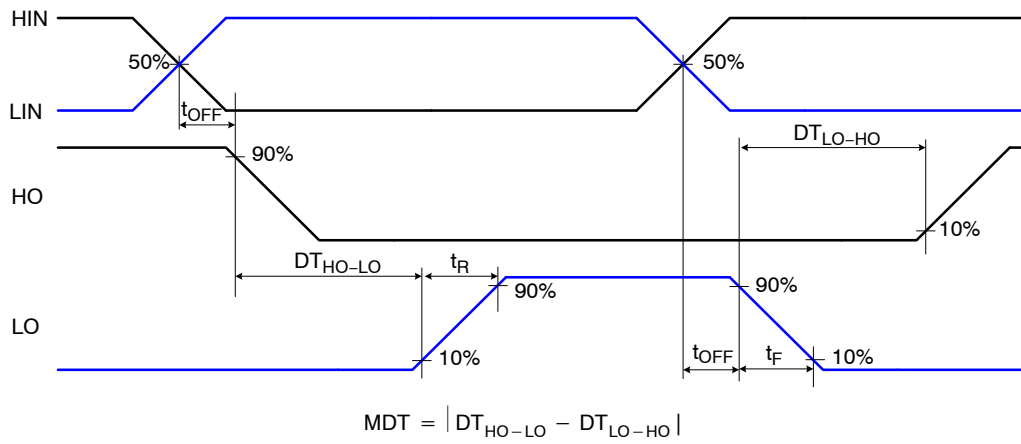 HIN
50%
50%
LIN
tOFF
90%
DTLO–HO
HO
10%
DTHO–LO
tR
90%
90%
LO
10%
tOFF
tF
10%
MDT = |DTHO–LO – DTLO–HO|